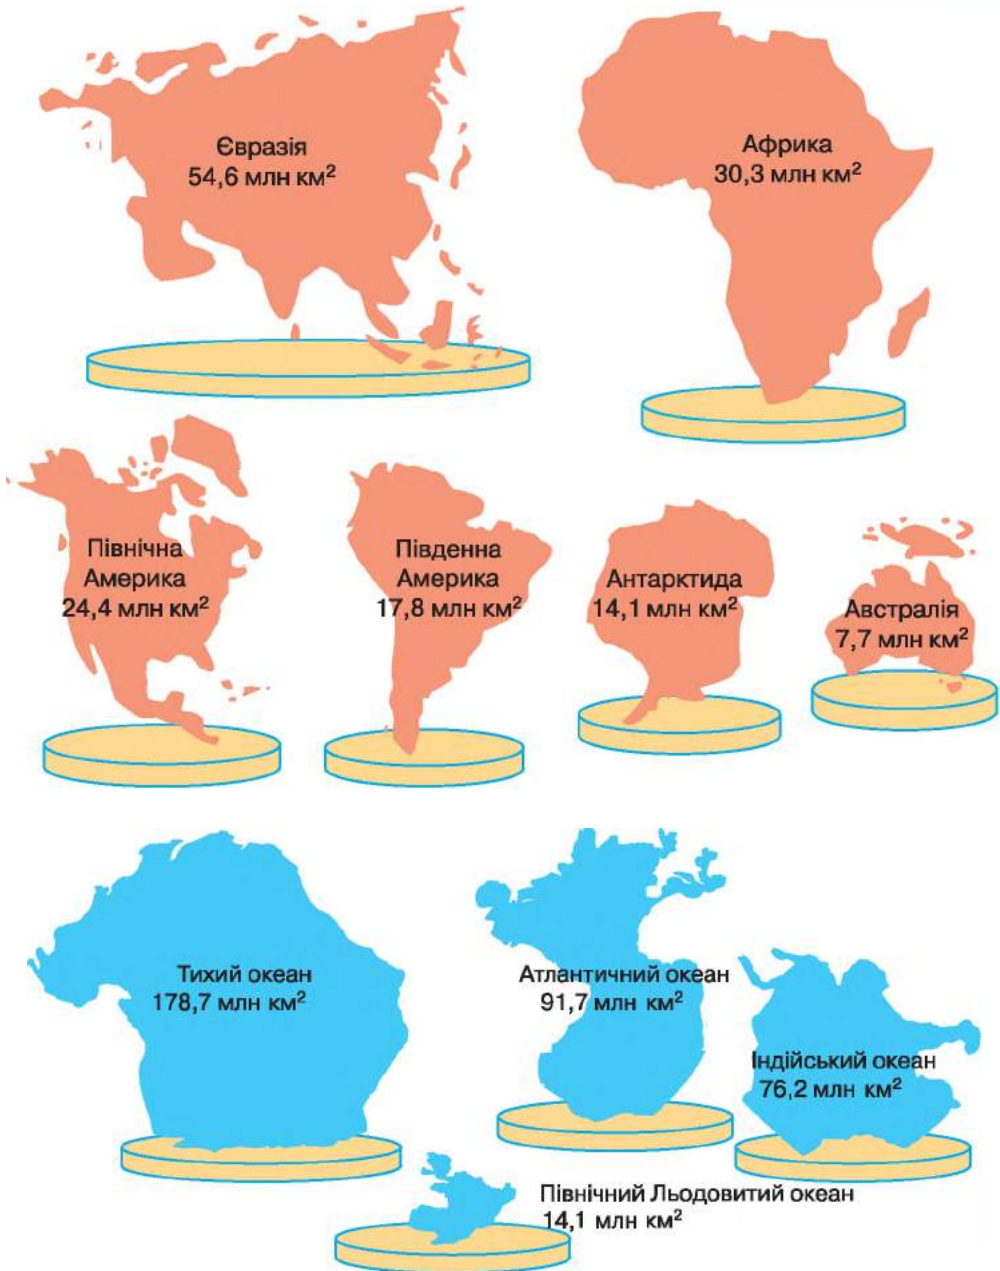 Євразія
54,6 млн км²
Африка
30,3 млн км²
Північна
Америка
24,4 млн км²
Південна
Америка
17,8 млн км²
Антарктида
14,1 млн км²
Австралія
7,7 млн км²
Тихий океан
178,7 млн км²
Атлантичний океан
91,7 млн км²
Індійський океан
76,2 млн км²
Північний Льодовитий океан
14,1 млн км²